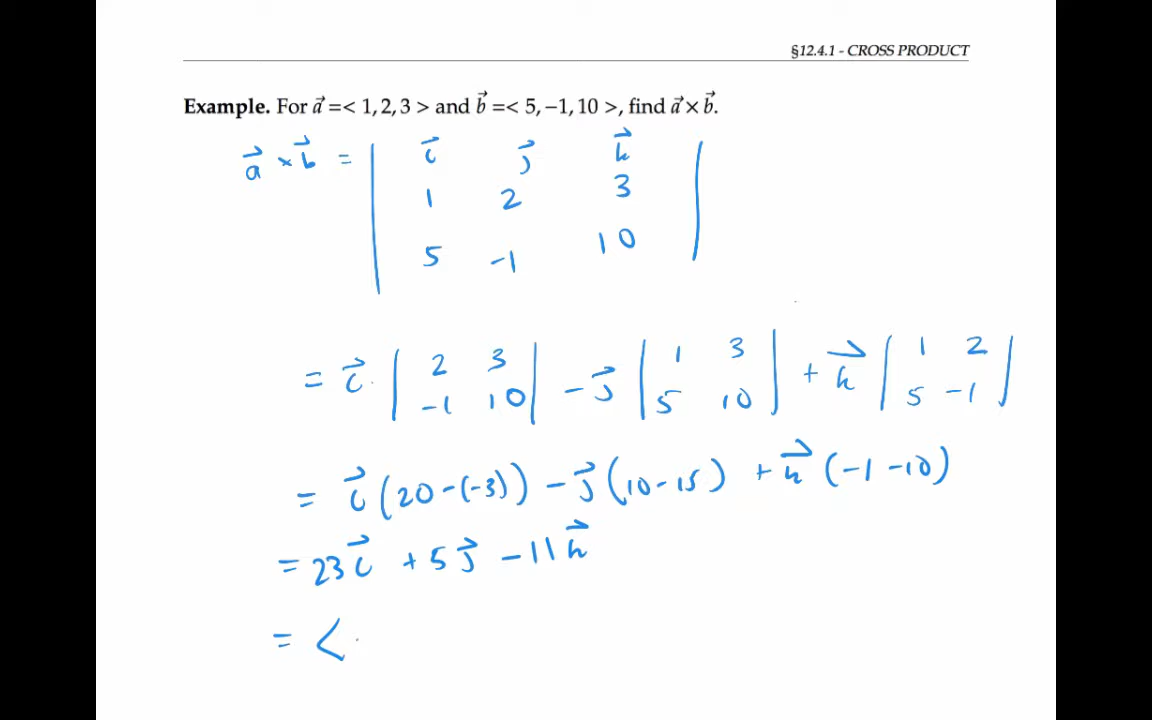 §12.4.1 - CROSS PRODUCT
Example. For a⃗ =< 1, 2, 3 > and b⃗ =< 5, −1, 10 >, find a⃗ × b⃗.
a⃗ × b⃗ = | i⃗ j⃗ k⃗
1 2 3
5 -1 10 |
= i⃗ · | 2 3 | - j⃗ | 1 3 | + k⃗ | 1 2 |
| -1 10 | | 5 10 | | 5 -1 |
= i⃗ (20 - (-3)) - j⃗ (10 - 15) + k⃗ (-1 - 10)
= 23 i⃗ + 5 j⃗ - 11 k⃗
= <